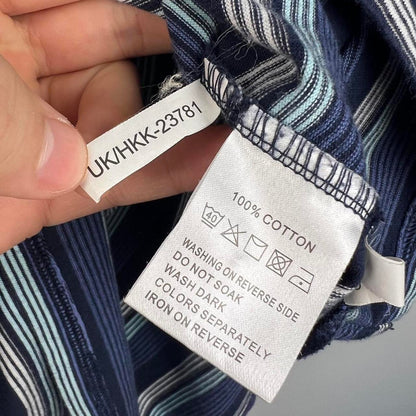 UK/HKK-23781
100% COTTON
40
WASHING ON REVERSE SIDE
DO NOT SOAK
WASH DARK
COLORS SEPARATELY
IRON ON REVERSE